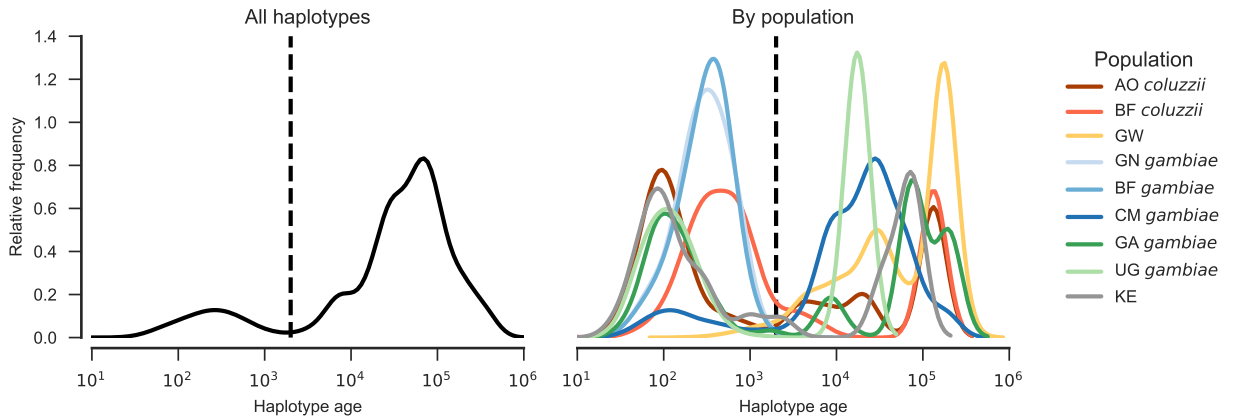 All haplotypes
By population
1.4
1.2
1.0
0.8
0.6
0.4
0.2
0.0
Relative frequency
10¹ 10² 10³ 10⁴ 10⁵ 10⁶
Haplotype age
10¹ 10² 10³ 10⁴ 10⁵ 10⁶
Haplotype age
Population
AO coluzzii
BF coluzzii
GW
GN gambiae
BF gambiae
CM gambiae
GA gambiae
UG gambiae
KE